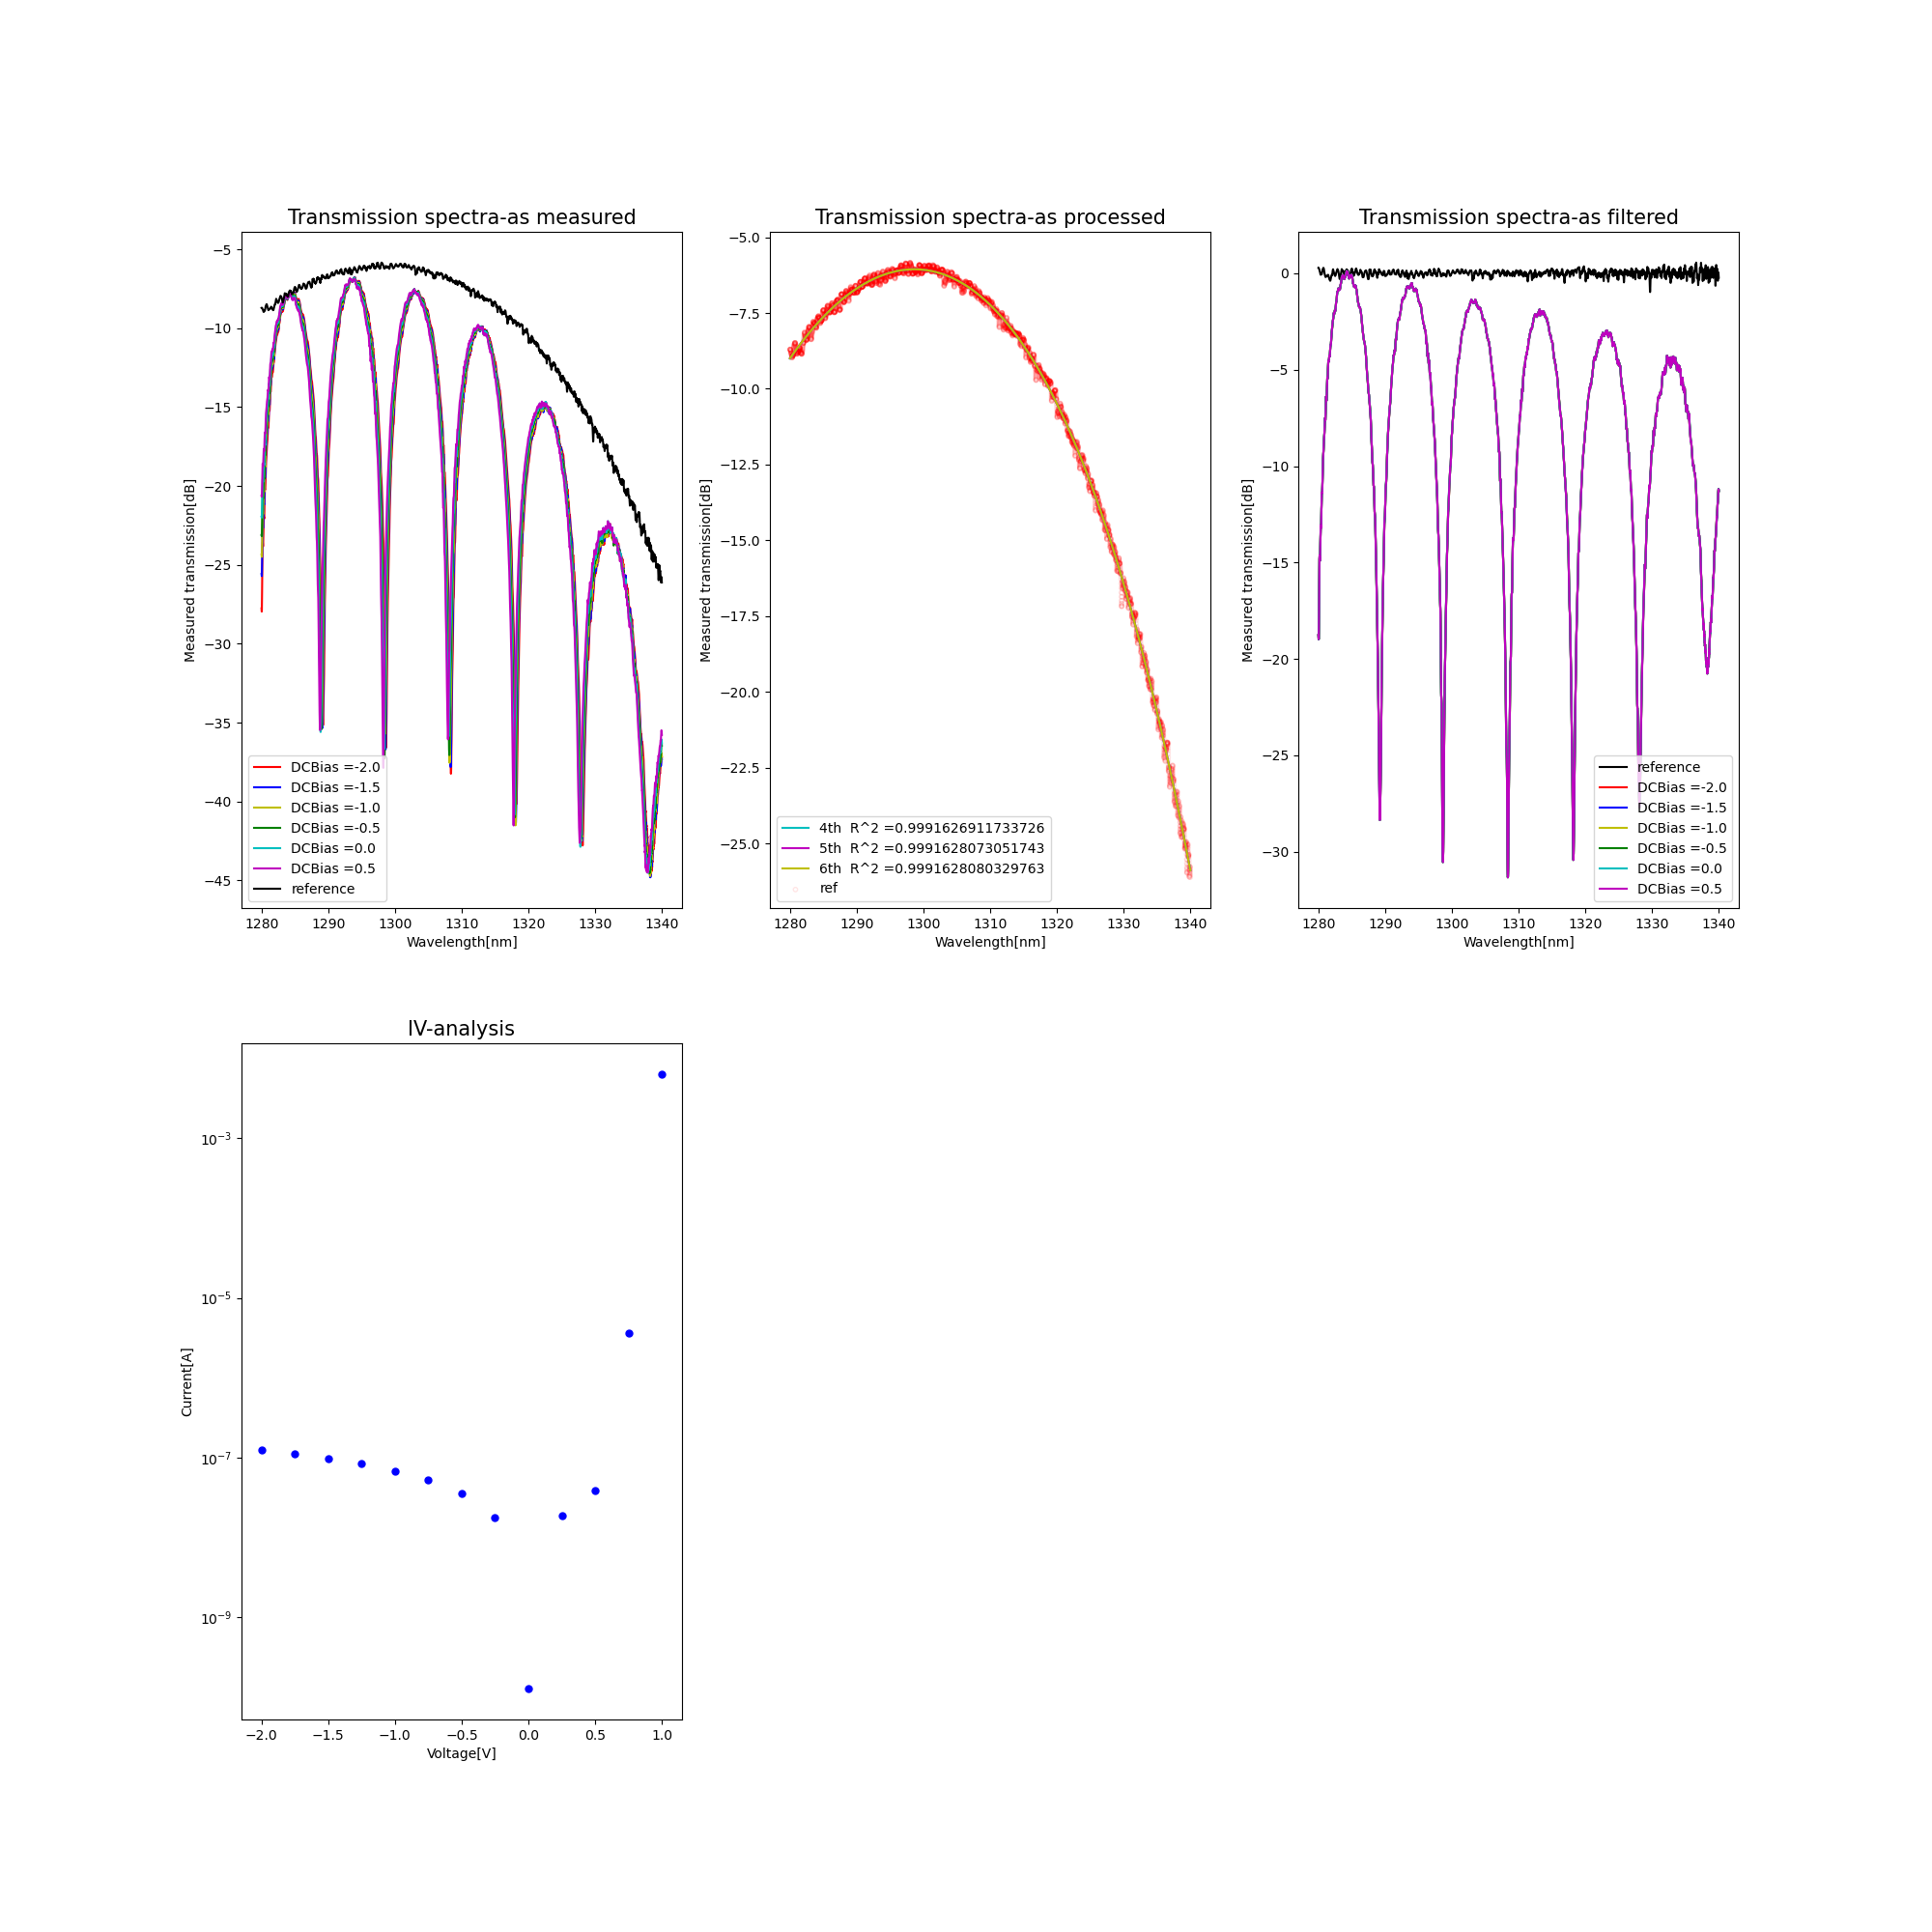 Transmission spectra-as measured
Measured transmission[dB]
−5
−10
−15
−20
−25
−30
−35
−40
−45
DCBias =-2.0
DCBias =-1.5
DCBias =-1.0
DCBias =-0.5
DCBias =0.0
DCBias =0.5
reference
1280 1290 1300 1310 1320 1330 1340
Wavelength[nm]
Transmission spectra-as processed
Measured transmission[dB]
−5.0
−7.5
−10.0
−12.5
−15.0
−17.5
−20.0
−22.5
−25.0
4th R^2 =0.9991626911733726
5th R^2 =0.9991628073051743
6th R^2 =0.9991628080329763
ref
1280 1290 1300 1310 1320 1330 1340
Wavelength[nm]
Transmission spectra-as filtered
Measured transmission[dB]
0
−5
−10
−15
−20
−25
−30
reference
DCBias =-2.0
DCBias =-1.5
DCBias =-1.0
DCBias =-0.5
DCBias =0.0
DCBias =0.5
1280 1290 1300 1310 1320 1330 1340
Wavelength[nm]
IV-analysis
Current[A]
10⁻³
10⁻⁵
10⁻⁷
10⁻⁹
−2.0 −1.5 −1.0 −0.5 0.0 0.5 1.0
Voltage[V]